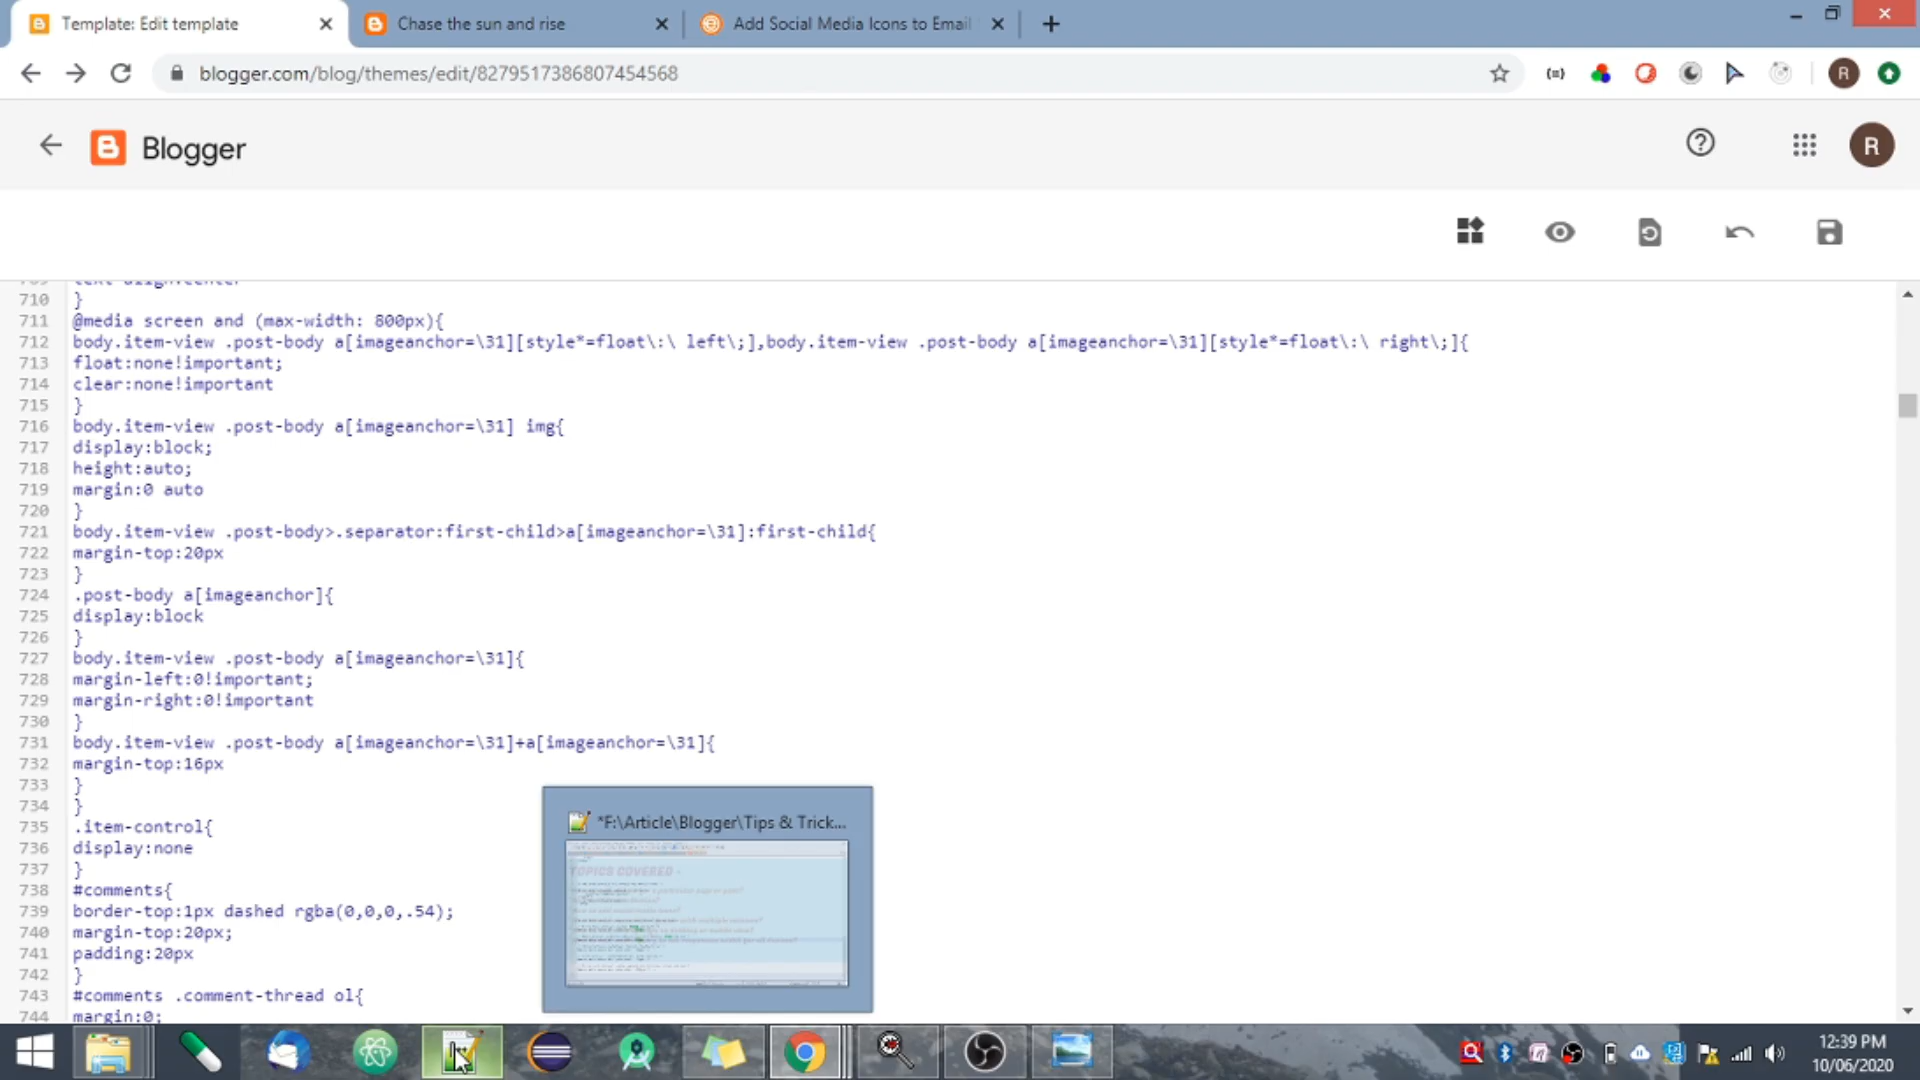 Template: Edit template
Chase the sun and rise
Add Social Media Icons to Email
blogger.com/blog/themes/edit/8279517386807454568
R
Blogger
R
710 }
711 @media screen and (max-width: 800px){
712 body.item-view .post-body a[imageanchor=\31][style*=float\:\ left\;],body.item-view .post-body a[imageanchor=\31][style*=float\:\ right\;]{
713 float:none!important;
714 clear:none!important
715 }
716 body.item-view .post-body a[imageanchor=\31] img{
717 display:block;
718 height:auto;
719 margin:0 auto
720 }
721 body.item-view .post-body>.separator:first-child>a[imageanchor=\31]:first-child{
722 margin-top:20px
723 }
724 .post-body a[imageanchor]{
725 display:block
726 }
727 body.item-view .post-body a[imageanchor=\31]{
728 margin-left:0!important;
729 margin-right:0!important
730 }
731 body.item-view .post-body a[imageanchor=\31]+a[imageanchor=\31]{
732 margin-top:16px
733 }
734 }
735 .item-control{
736 display:none
737 }
738 #comments{
739 border-top:1px dashed rgba(0,0,0,.54);
740 margin-top:20px;
741 padding:20px
742 }
743 #comments .comment-thread ol{
744 margin:0;
*F:\Article\Blogger\Tips & Trick...
TOPICS COVERED -
12:39 PM
10/06/2020